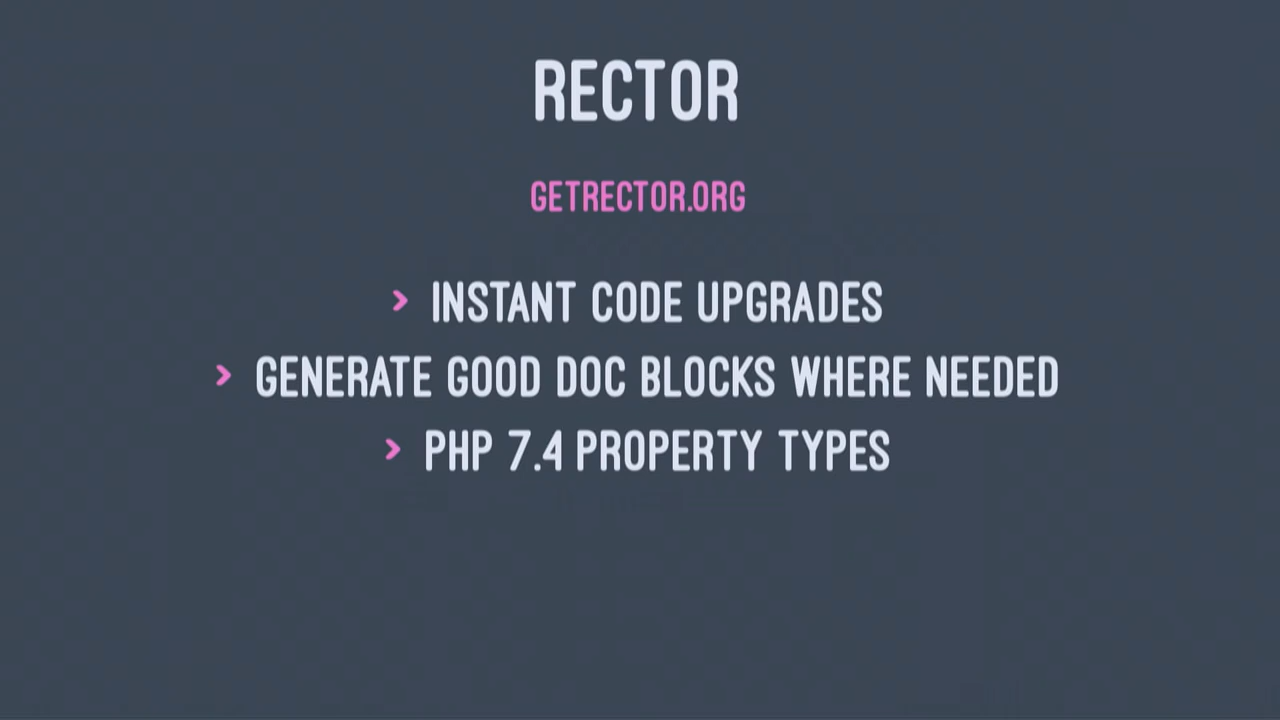 RECTOR
GETRECTOR.ORG
> INSTANT CODE UPGRADES
> GENERATE GOOD DOC BLOCKS WHERE NEEDED
> PHP 7.4 PROPERTY TYPES